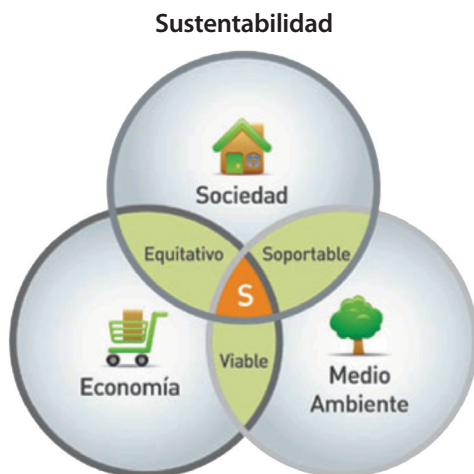 Sustentabilidad
Sociedad
Equitativo
Soportable
S
Viable
Economía
Medio
Ambiente